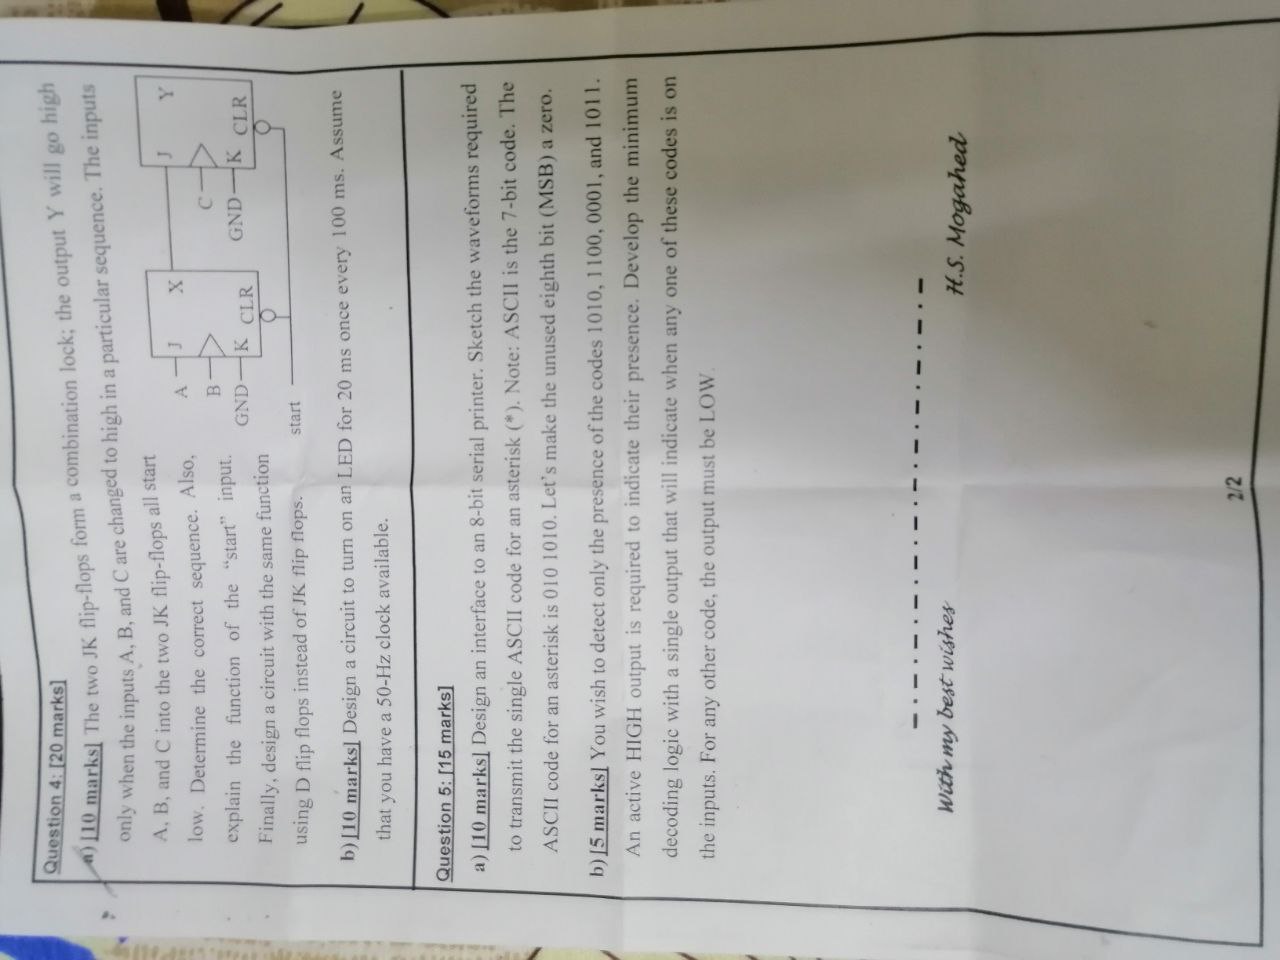 Question 4: [20 marks]
a) [10 marks] The two JK flip-flops form a combination lock; the output Y will go high
only when the inputs A, B, and C are changed to high in a particular sequence. The inputs
A, B, and C into the two JK flip-flops all start
low. Determine the correct sequence. Also,
explain the function of the “start” input.
Finally, design a circuit with the same function
using D flip flops instead of JK flip flops.
A J X J Y
B C
GND K CLR GND K CLR
start
b) [10 marks] Design a circuit to turn on an LED for 20 ms once every 100 ms. Assume
that you have a 50-Hz clock available.
Question 5: [15 marks]
a) [10 marks] Design an interface to an 8-bit serial printer. Sketch the waveforms required
to transmit the single ASCII code for an asterisk (*). Note: ASCII is the 7-bit code. The
ASCII code for an asterisk is 010 1010. Let’s make the unused eighth bit (MSB) a zero.
b) [5 marks] You wish to detect only the presence of the codes 1010, 1100, 0001, and 1011.
An active HIGH output is required to indicate their presence. Develop the minimum
decoding logic with a single output that will indicate when any one of these codes is on
the inputs. For any other code, the output must be LOW.
With my best wishes
H.S. Mogahed
2/2